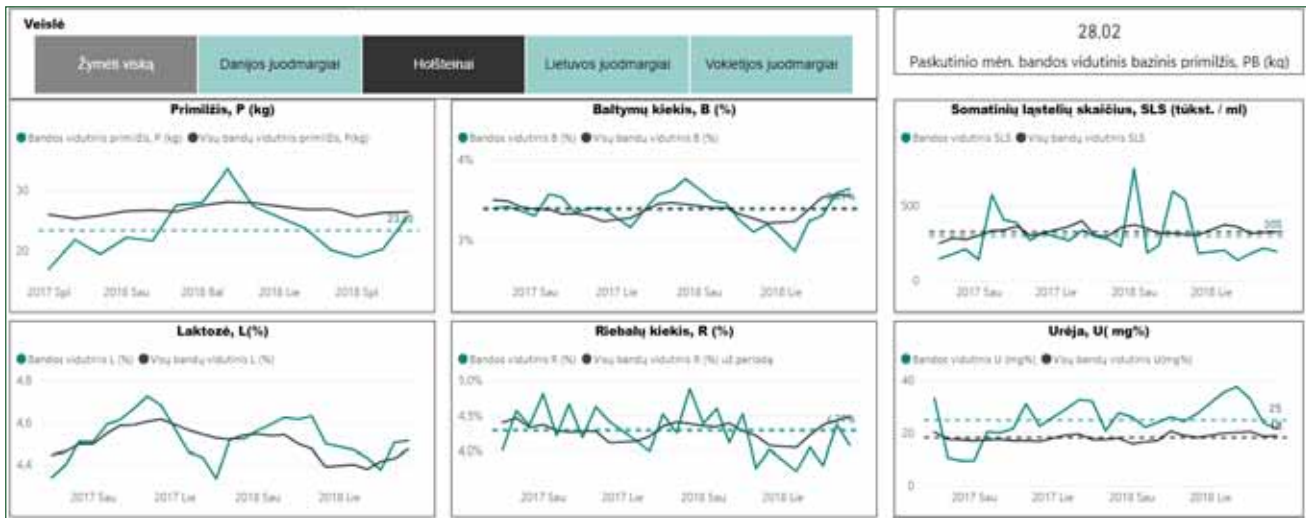 Veislė
Žymėti viską
Danijos juodmargiai
Holšteinai
Lietuvos juodmargiai
Vokietijos juodmargiai
28.02
Paskutinio mėn. bandos vidutinis bazinis primilžis, PB (kg)
Primilžis, P (kg)
Bandos vidutinis primilžis, P (kg) Visų bandų vidutinis primilžis, P(kg)
30
20
2017 Spl
2018 Sau
2018 Bal
2018 Lie
2018 Spl
Baltymų kiekis, B (%)
Bandos vidutinis B (%) Visų bandų vidutinis B (%)
4%
3%
2017 Sau
2017 Lie
2018 Sau
2018 Lie
Somatinių ląstelių skaičius, SLS (tūkst. / ml)
Bandos vidutinis SLS Visų bandų vidutinis SLS
500
0
2017 Sau
2017 Lie
2018 Sau
2018 Lie
Laktozė, L(%)
Bandos vidutinis L (%) Visų bandų vidutinis L (%)
4,8
4,6
4,4
2017 Sau
2017 Lie
2018 Sau
2018 Lie
Riebalų kiekis, R (%)
Bandos vidutinis R (%) Visų bandų vidutinis R (%) už periodą
5,0%
4,5%
4,0%
2017 Sau
2017 Lie
2018 Sau
2018 Lie
Urėja, U( mg%)
Bandos vidutinis U (mg%) Visų bandų vidutinis U(mg%)
40
20
0
25
2017 Sau
2017 Lie
2018 Sau
2018 Lie